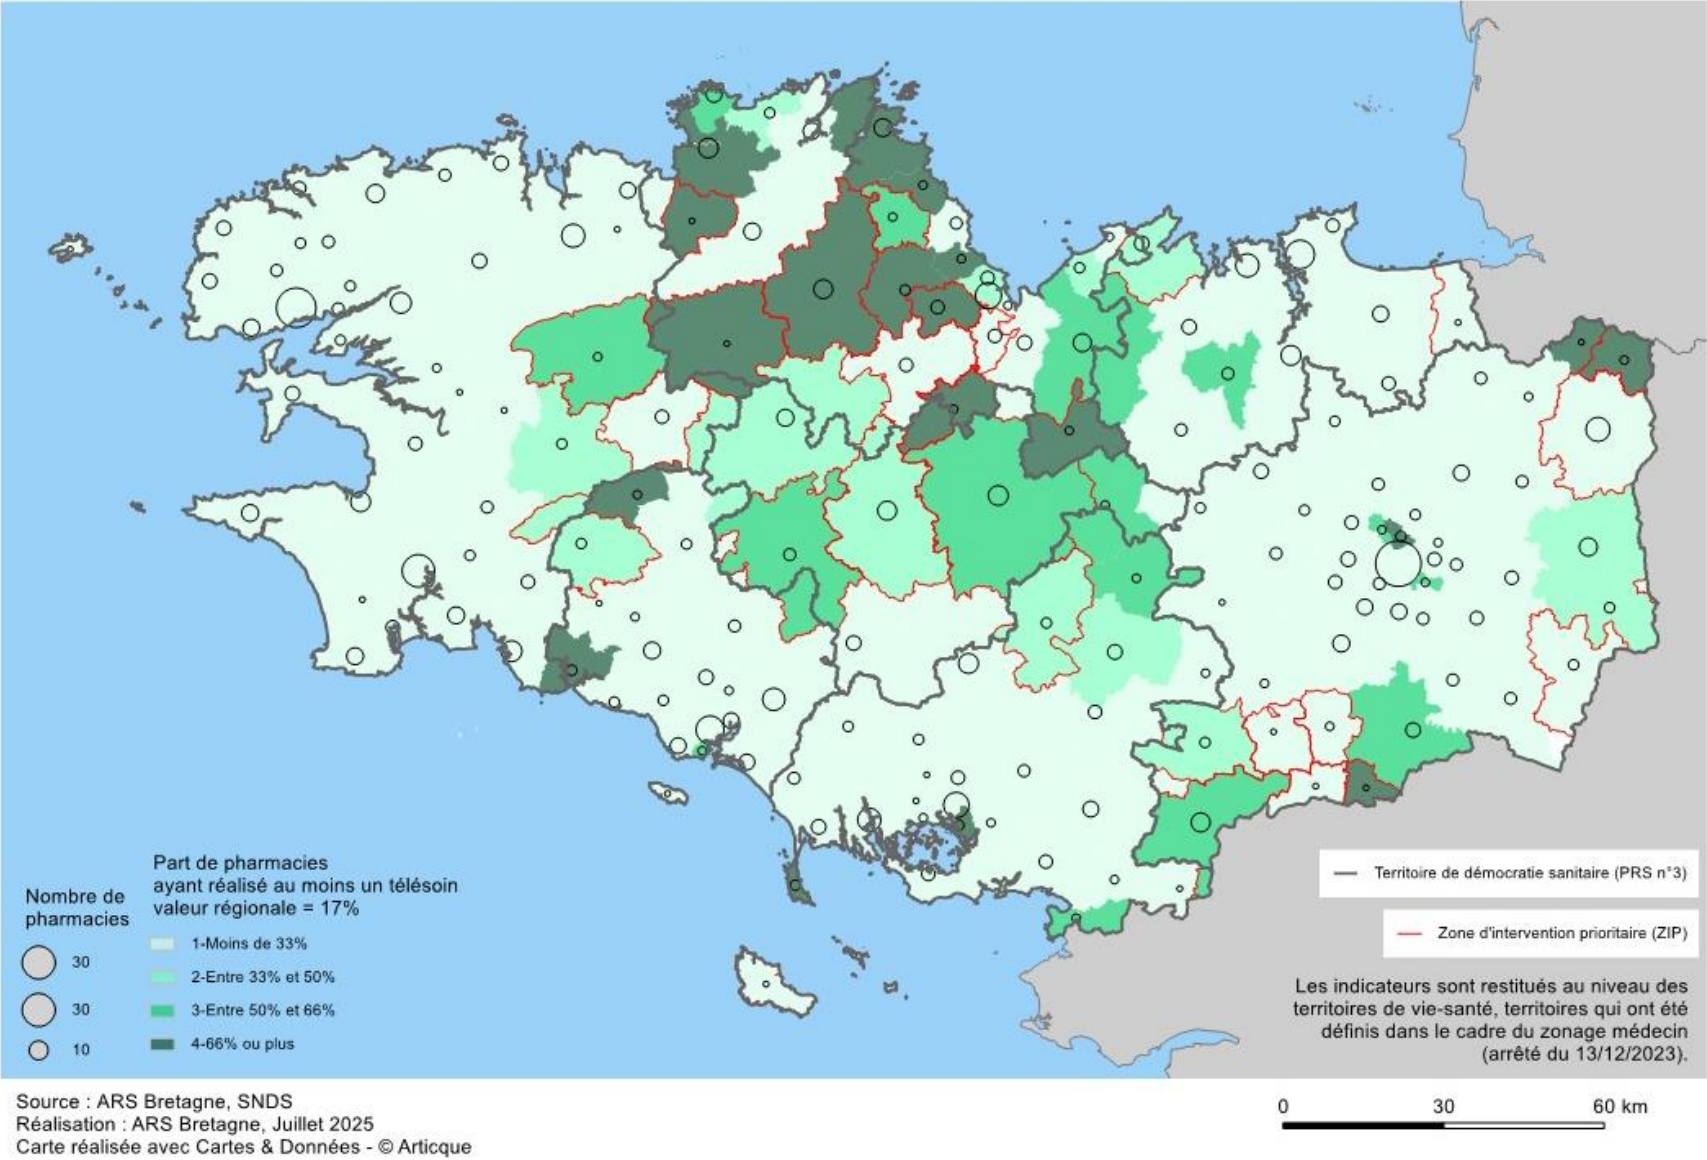 Nombre de
pharmacies
30
30
10
Part de pharmacies
ayant réalisé au moins un télésoin
valeur régionale = 17%
1-Moins de 33%
2-Entre 33% et 50%
3-Entre 50% et 66%
4-66% ou plus
Territoire de démocratie sanitaire (PRS n°3)
Zone d'intervention prioritaire (ZIP)
Les indicateurs sont restitués au niveau des
territoires de vie-santé, territoires qui ont été
définis dans le cadre du zonage médecin
(arrêté du 13/12/2023).
Source : ARS Bretagne, SNDS
Réalisation : ARS Bretagne, Juillet 2025
Carte réalisée avec Cartes & Données - © Articque
0 30 60 km